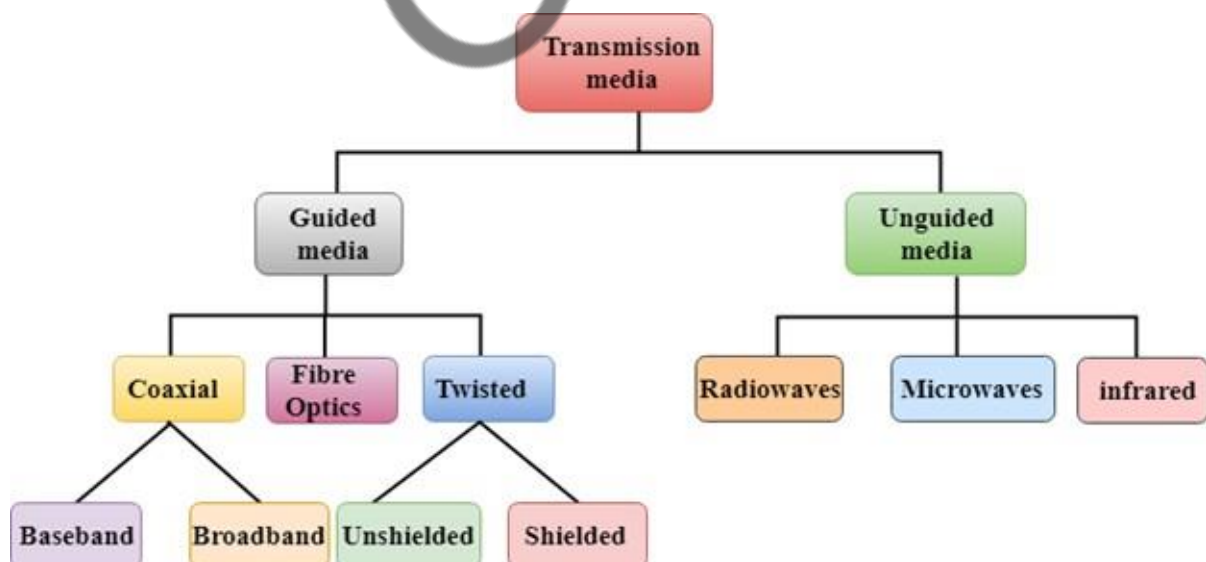 Transmission
media
Guided
media
Unguided
media
Coaxial
Fibre
Optics
Twisted
Radiowaves
Microwaves
infrared
Baseband
Broadband
Unshielded
Shielded